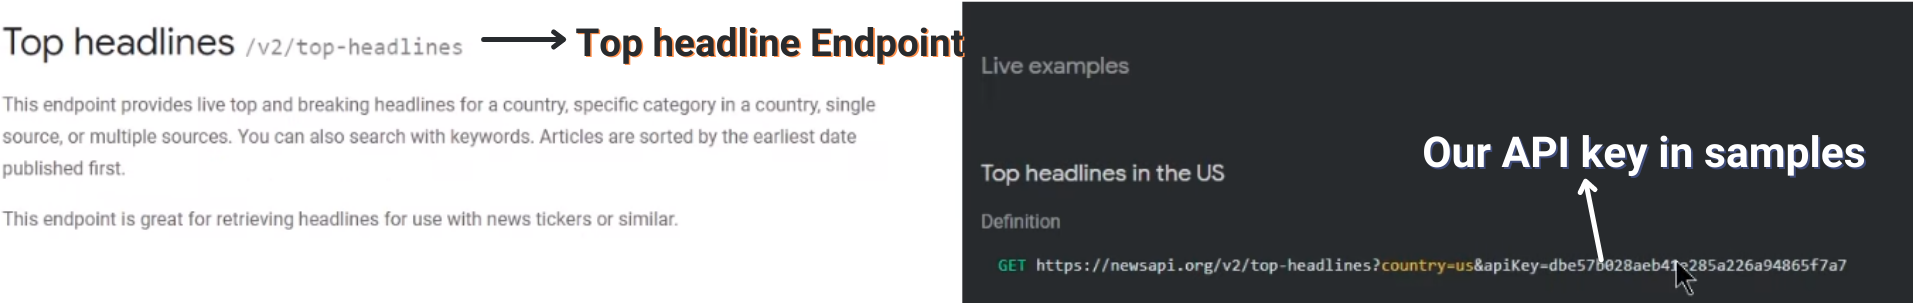 Top headlines /v2/top-headlines
Top headline Endpoint
This endpoint provides live top and breaking headlines for a country, specific category in a country, single
source, or multiple sources. You can also search with keywords. Articles are sorted by the earliest date
published first.
This endpoint is great for retrieving headlines for use with news tickers or similar.
Live examples
Our API key in samples
Top headlines in the US
Definition
GET https://newsapi.org/v2/top-headlines?country=us&apiKey=